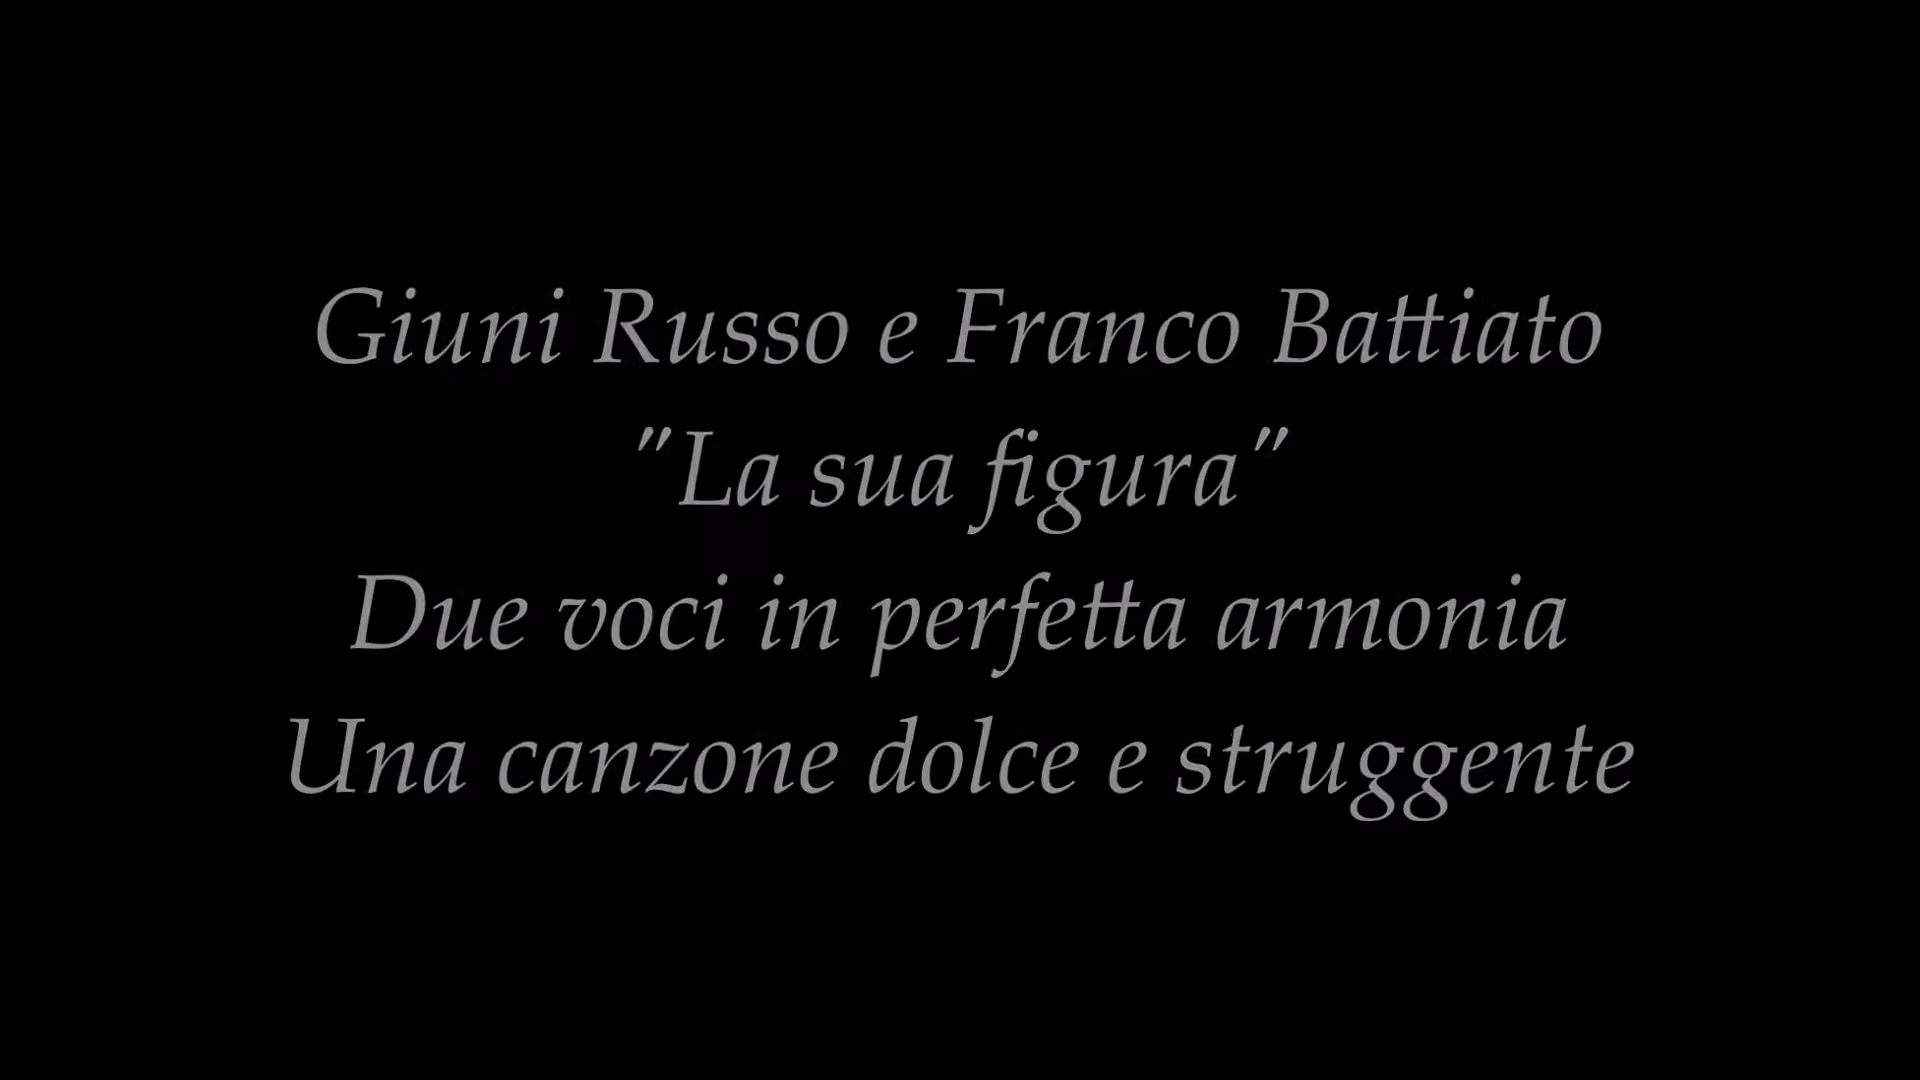 Giuni Russo e Franco Battiato
"La sua figura"
Due voci in perfetta armonia
Una canzone dolce e struggente